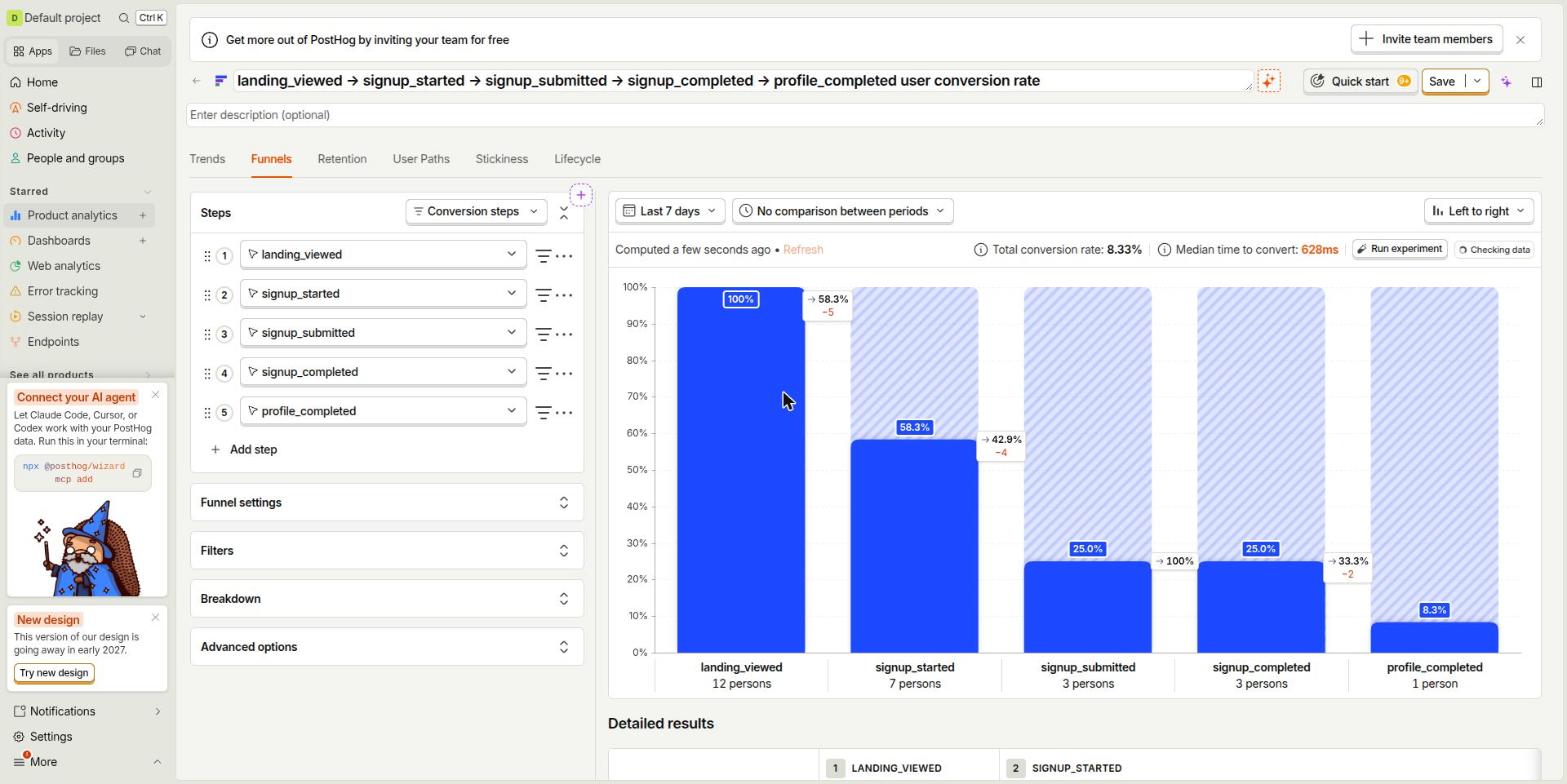 D Default project Ctrl K
Apps Files Chat
Home
Self-driving
Activity
People and groups
Starred
Product analytics +
Dashboards +
Web analytics
Error tracking
Session replay
Endpoints
See all products
Connect your AI agent
Let Claude Code, Cursor, or
Codex work with your PostHog
data. Run this in your terminal:
npx @posthog/wizard
mcp add
New design
This version of our design is
going away in early 2027.
Try new design
Notifications
Settings
More
Get more out of PostHog by inviting your team for free
Invite team members
landing_viewed → signup_started → signup_submitted → signup_completed → profile_completed user conversion rate
Quick start 9+ Save
Enter description (optional)
Trends Funnels Retention User Paths Stickiness Lifecycle
Steps Conversion steps
1 landing_viewed
2 signup_started
3 signup_submitted
4 signup_completed
5 profile_completed
+ Add step
Funnel settings
Filters
Breakdown
Advanced options
Last 7 days No comparison between periods Left to right
Computed a few seconds ago • Refresh Total conversion rate: 8.33% Median time to convert: 628ms Run experiment Checking data
100%
90%
80%
70%
60%
50%
40%
30%
20%
10%
0%
100%
→ 58.3%
−5
58.3%
→ 42.9%
−4
25.0%
→ 100%
25.0%
→ 33.3%
−2
8.3%
landing_viewed signup_started signup_submitted signup_completed profile_completed
12 persons 7 persons 3 persons 3 persons 1 person
Detailed results
1 LANDING_VIEWED 2 SIGNUP_STARTED